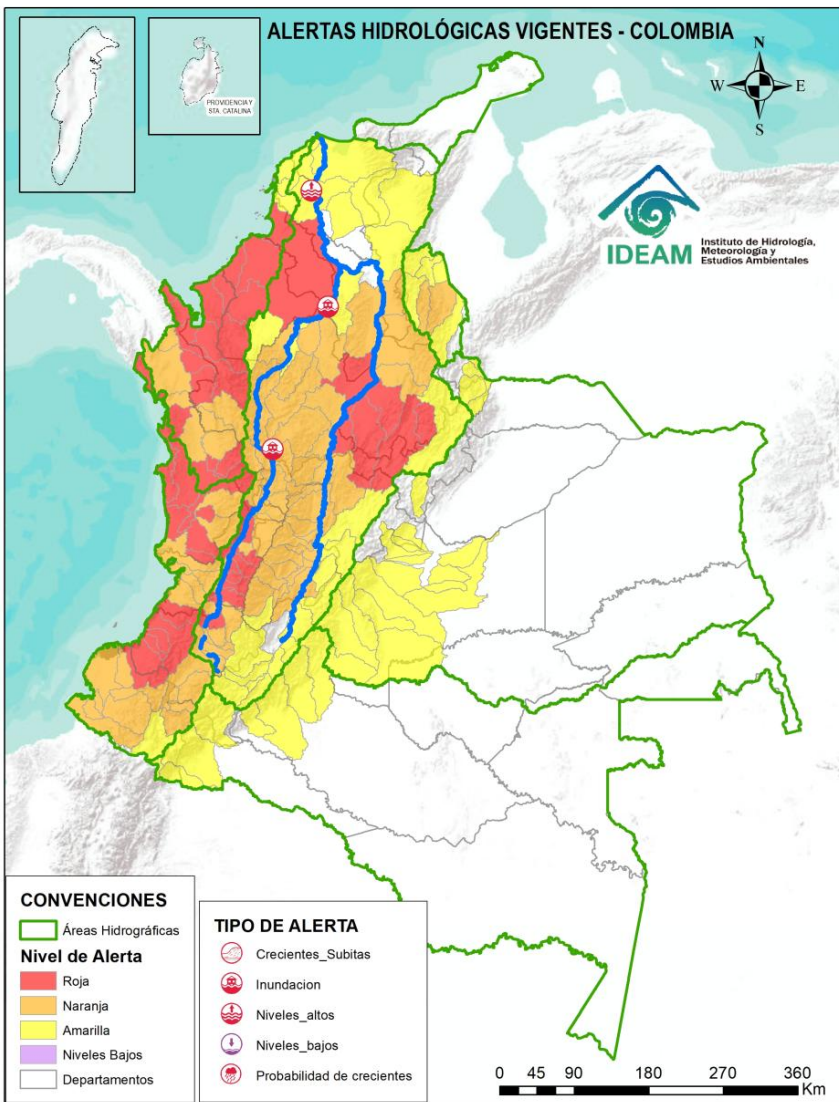 ALERTAS HIDROLÓGICAS VIGENTES - COLOMBIA
PROVIDENCIA Y
STA. CATALINA
N
W
E
S
IDEAM
Instituto de Hidrología,
Meteorología y
Estudios Ambientales
CONVENCIONES
Áreas Hidrográficas
Nivel de Alerta
Roja
Naranja
Amarilla
Niveles Bajos
Departamentos
TIPO DE ALERTA
Crecientes_Subitas
Inundacion
Niveles_altos
Niveles_bajos
Probabilidad de crecientes
0 45 90 180 270 360
Km